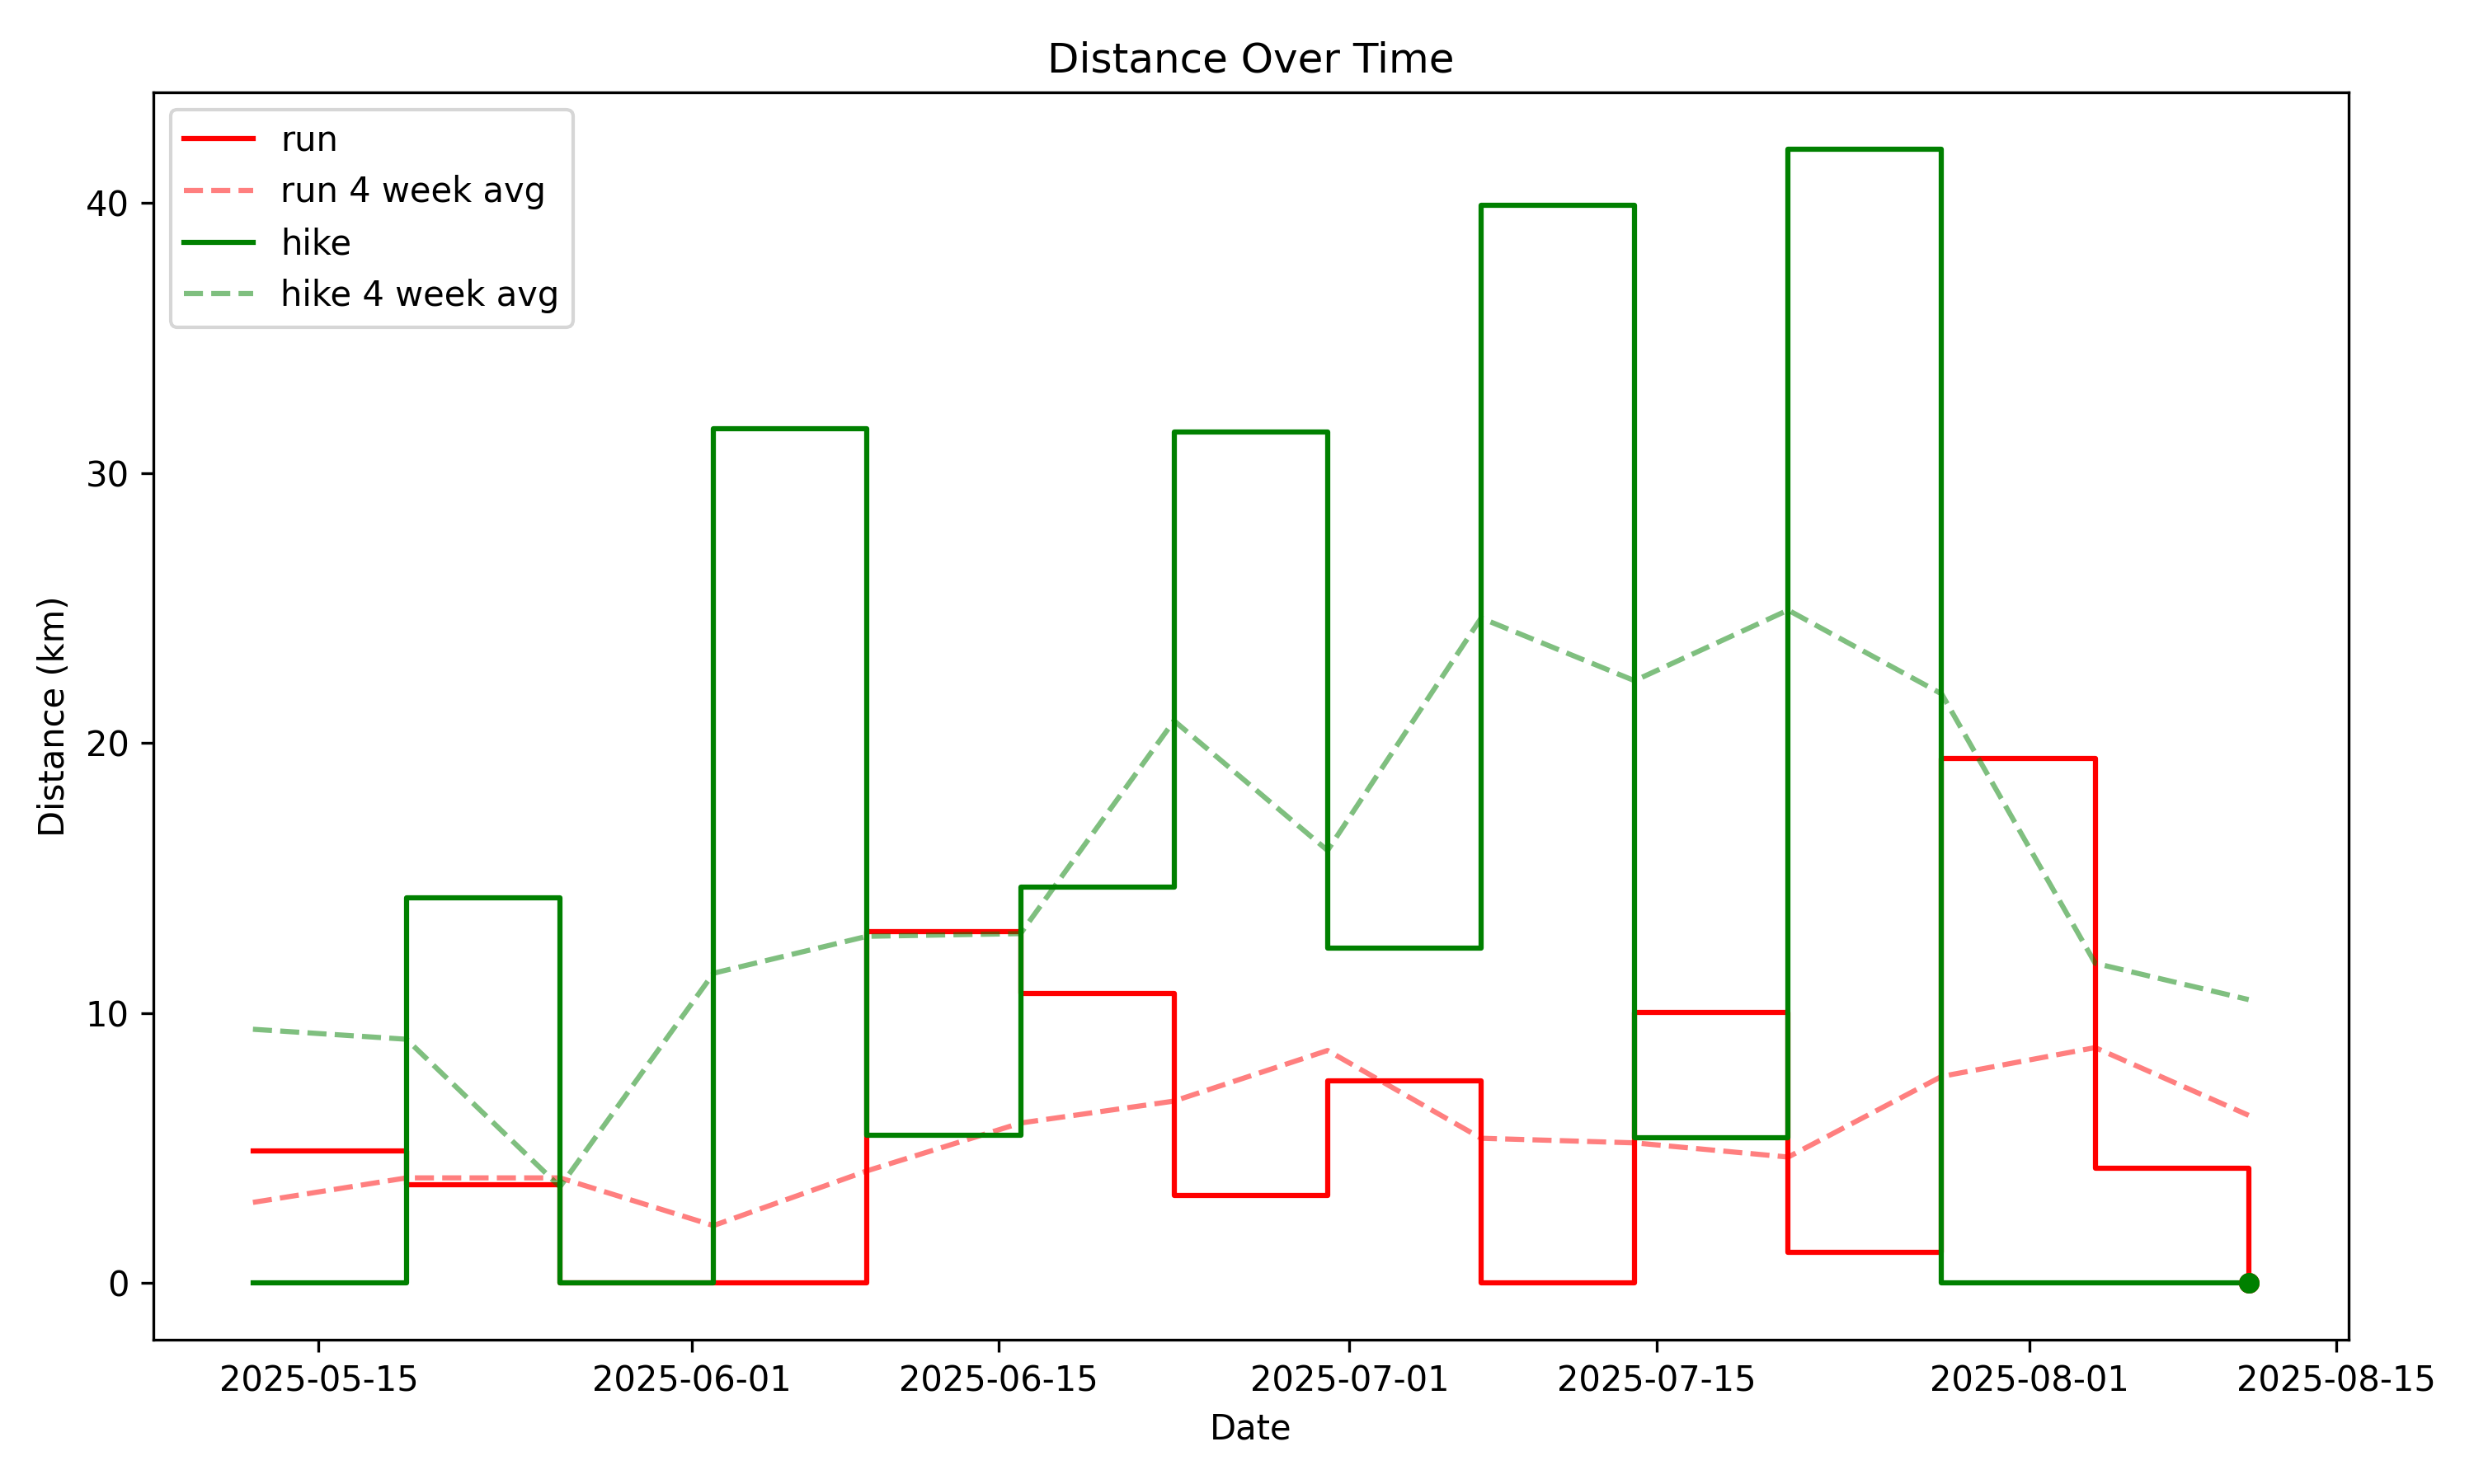 Distance Over Time
run
run 4 week avg
hike
hike 4 week avg
Distance (km)
40
30
20
10
0
2025-05-15 2025-06-01 2025-06-15 2025-07-01 2025-07-15 2025-08-01 2025-08-15
Date